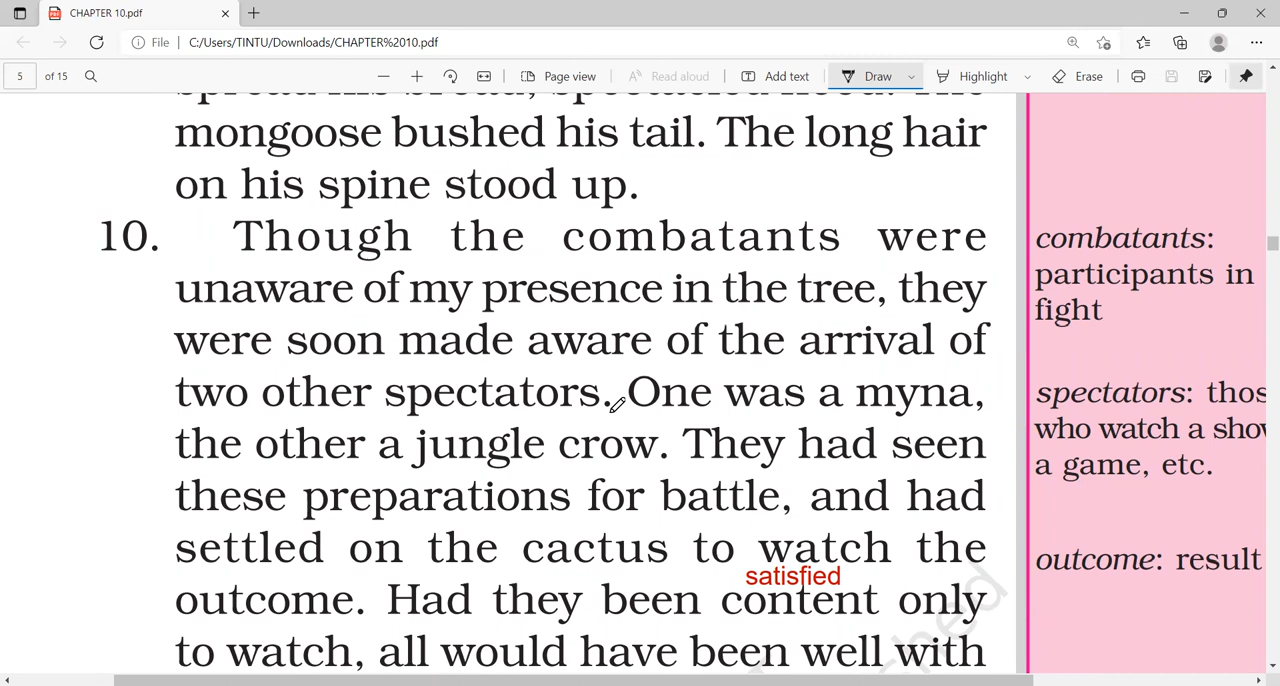 CHAPTER 10.pdf
File | C:/Users/TINTU/Downloads/CHAPTER%2010.pdf
5 of 15 Page view Read aloud Add text Draw Highlight Erase
mongoose bushed his tail. The long hair
on his spine stood up.
10. Though the combatants were
unaware of my presence in the tree, they
were soon made aware of the arrival of
two other spectators. One was a myna,
the other a jungle crow. They had seen
these preparations for battle, and had
settled on the cactus to watch the
satisfied
outcome. Had they been content only
to watch, all would have been well with
combatants:
participants in
fight
spectators: thos
who watch a show
a game, etc.
outcome: result